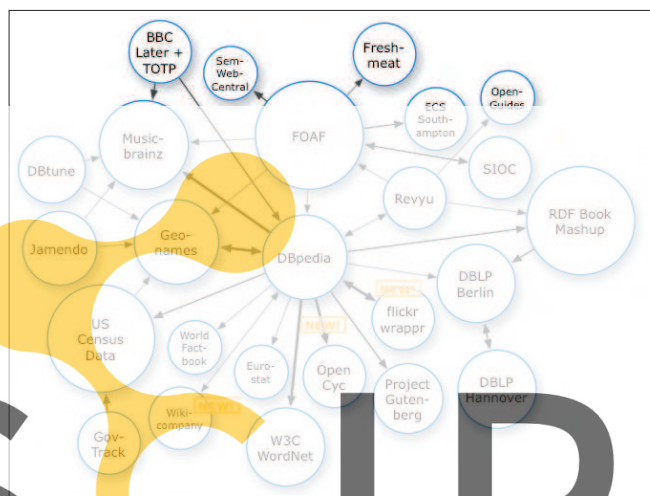 BBC
Later +
TOTP
Sem-
Web-
Central
Fresh-
meat
Open-
Guides
ECS
South-
ampton
Music-
brainz
FOAF
SIOC
DBtune
Revyu
RDF Book
Mashup
Jamendo
Geo-
names
DBpedia
DBLP
Berlin
NEW!
flickr
wrappr
US
Census
Data
World
Fact-
book
NEW!
Euro-
stat
Open
Cyc
Project
Guten-
berg
DBLP
Hannover
Wiki-
company
NEW!
Gov-
Track
W3C
WordNet